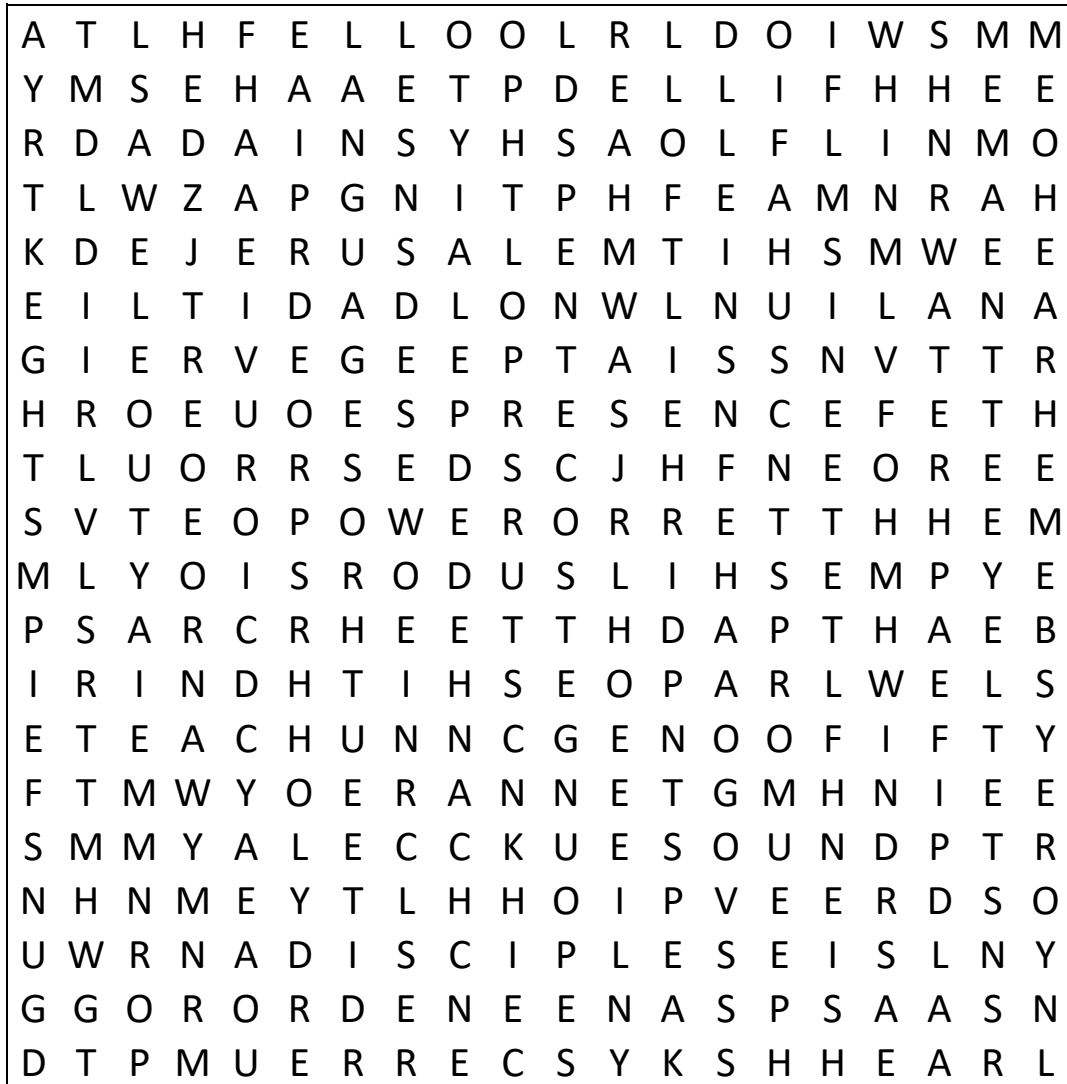 A T L H F E L L O O L R L D O I W S M M
Y M S E H A A E T P D E L L I F H H E E
R D A D A I N S Y H S A O L F L I N M O
T L W Z A P G N I T P H F E A M N R A H
K D E J E R U S A L E M T I H S M W E E
E I L T I D A D L O N W L N U I L A N A
G I E R V E G E E P T A I S S N V T T R
H R O E U O E S P R E S E N C E F E T H
T L U O R R S E D S C J H F N E O R E E
S V T E O P O W E R O R R E T T H H E M
M L Y O I S R O D U S L I H S E M P Y E
P S A R C R H E E T T H D A P T H A E B
I R I N D H T I H S E O P A R L W E L S
E T E A C H U N N C G E N O O F I F T Y
F T M W Y O E R A N N E T G M H N I E E
S M M Y A L E C C K U E S O U N D P T R
N H N M E Y T L H H O I P V E E R D S O
U W R N A D I S C I P L E S E I S L N Y
G G O R O R D E N E E N A S P S A A S N
D T P M U E R R E C S Y K S H H E A R L